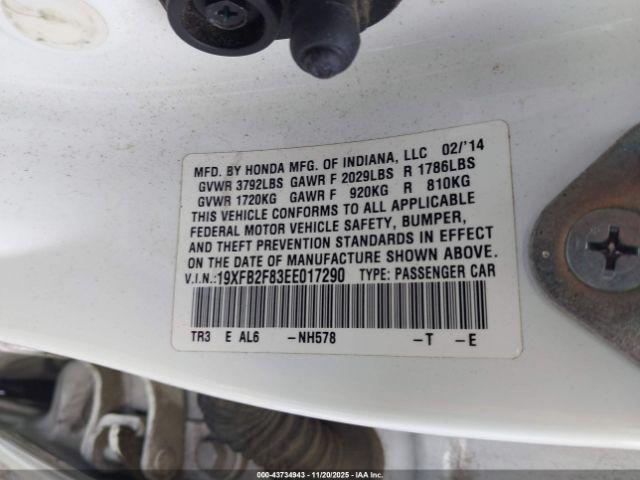 MFD. BY HONDA MFG. OF INDIANA, LLC 02/'14
GVWR 3792LBS GAWR F 2029LBS R 1786LBS
GVWR 1720KG GAWR F 920KG R 810KG
THIS VEHICLE CONFORMS TO ALL APPLICABLE
FEDERAL MOTOR VEHICLE SAFETY, BUMPER,
AND THEFT PREVENTION STANDARDS IN EFFECT
ON THE DATE OF MANUFACTURE SHOWN ABOVE.
V.I.N.:19XFB2F83EE017290 TYPE: PASSENGER CAR
TR3 E AL6 -NH578 -T -E
© - 43734943 - 11/20/2025 - IAA Inc.